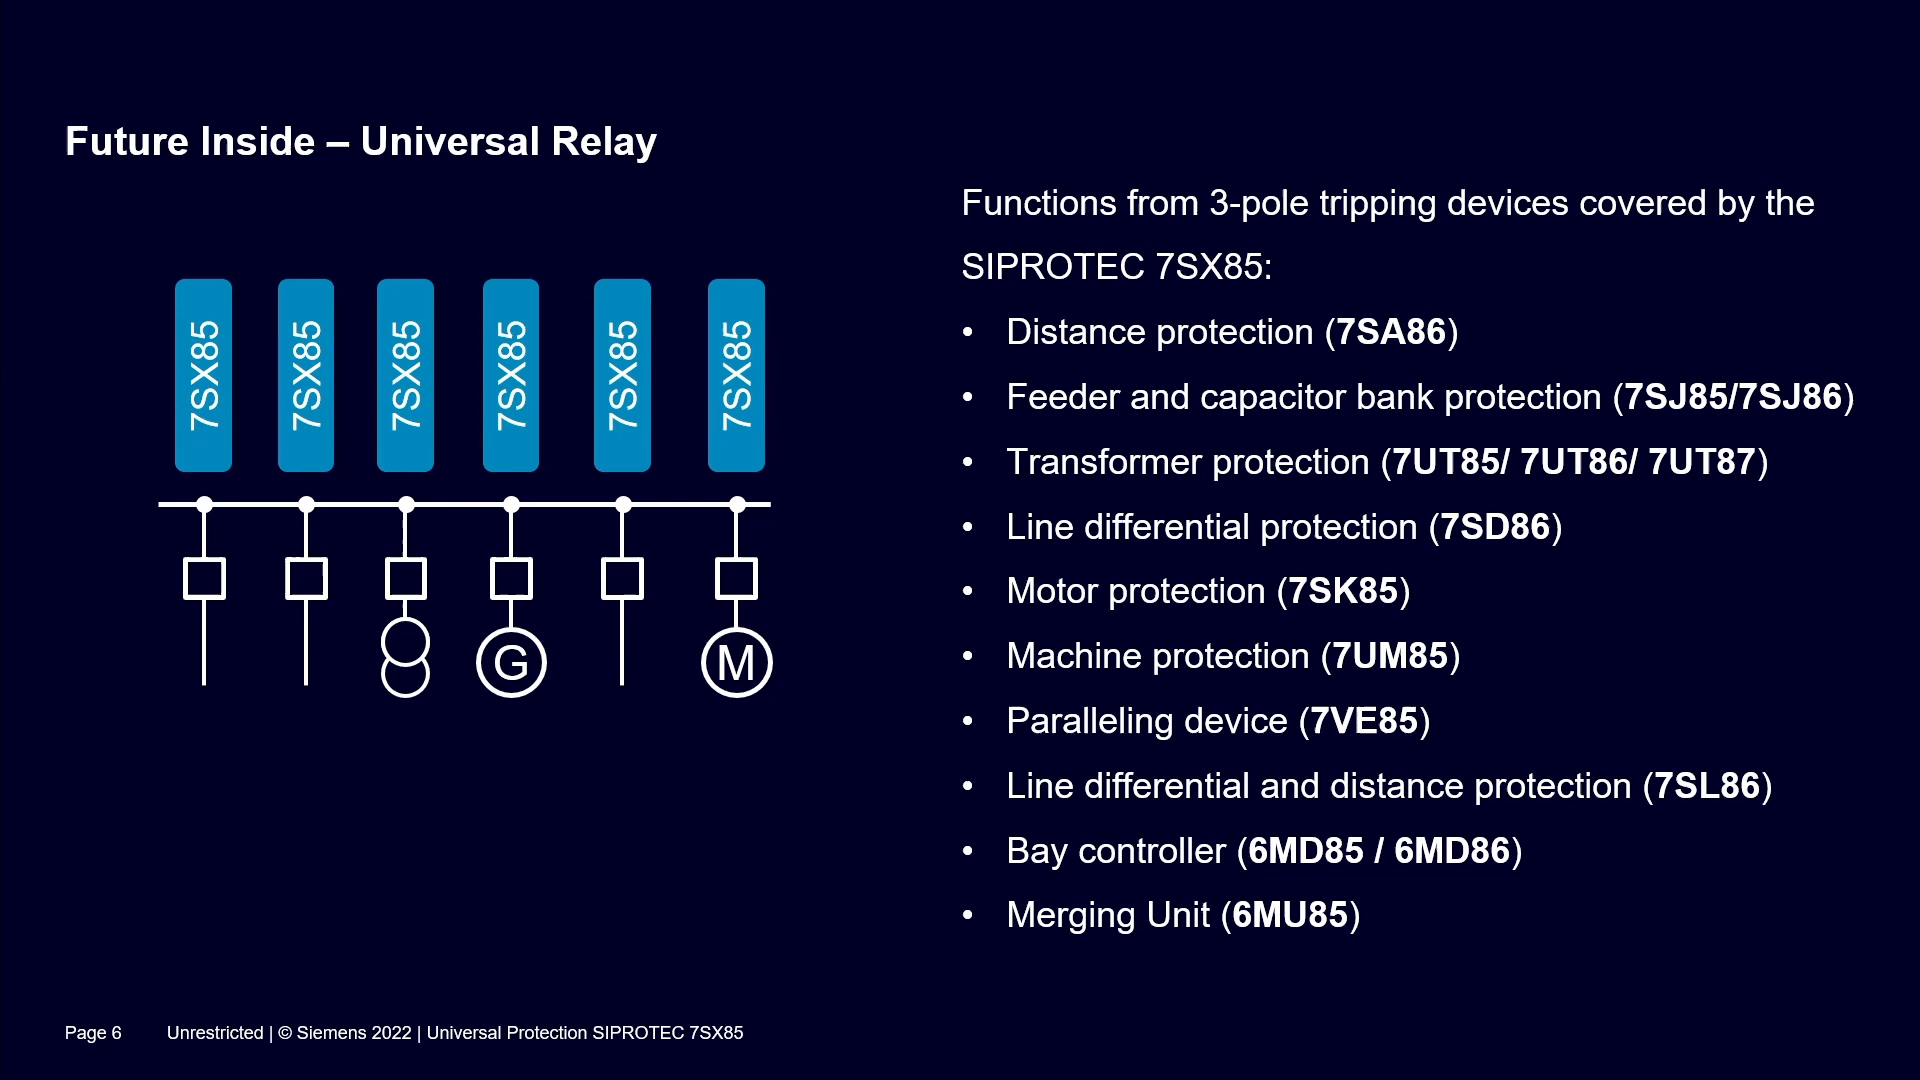 Future Inside – Universal Relay
7SX85
7SX85
7SX85
7SX85
7SX85
7SX85
G
M
Functions from 3-pole tripping devices covered by the
SIPROTEC 7SX85:
• Distance protection (7SA86)
• Feeder and capacitor bank protection (7SJ85/7SJ86)
• Transformer protection (7UT85/ 7UT86/ 7UT87)
• Line differential protection (7SD86)
• Motor protection (7SK85)
• Machine protection (7UM85)
• Paralleling device (7VE85)
• Line differential and distance protection (7SL86)
• Bay controller (6MD85 / 6MD86)
• Merging Unit (6MU85)
Page 6 Unrestricted | © Siemens 2022 | Universal Protection SIPROTEC 7SX85